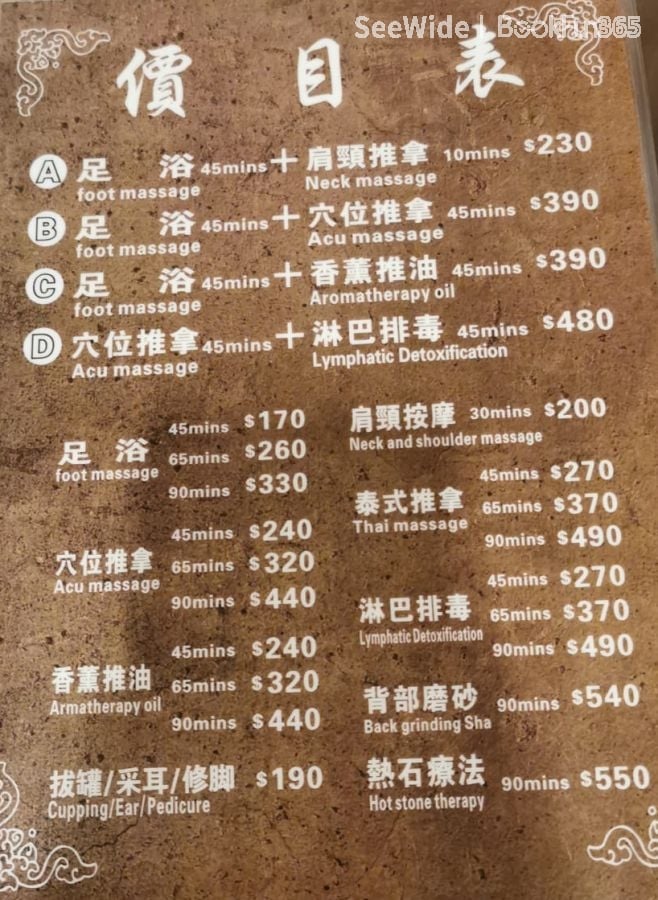 SeeWide | BookFun365
價 目 表
A 足 浴 45mins + 肩頸推拿 10mins $230
foot massage Neck massage
B 足 浴 45mins + 穴位推拿 45mins $390
foot massage Acu massage
C 足 浴 45mins + 香薰推油 45mins $390
foot massage Aromatherapy oil
D 穴位推拿 45mins + 淋巴排毒 45mins $480
Acu massage Lymphatic Detoxification
45mins $170
足 浴 65mins $260
foot massage
90mins $330
45mins $240
穴位推拿 65mins $320
Acu massage
90mins $440
45mins $240
香薰推油 65mins $320
Armatherapy oil
90mins $440
拔罐/采耳/修脚 $190
Cupping/Ear/Pedicure
肩頸按摩 30mins $200
Neck and shoulder massage
45mins $270
泰式推拿 65mins $370
Thai massage
90mins $490
45mins $270
淋巴排毒 65mins $370
Lymphatic Detoxification
90mins $490
背部磨砂 90mins $540
Back grinding Sha
熱石療法 90mins $550
Hot stone therapy